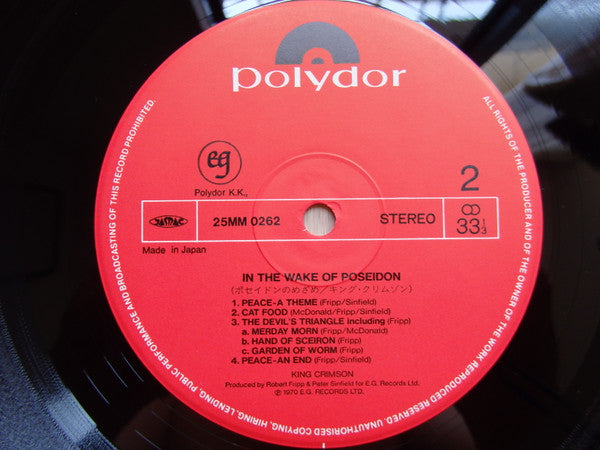 polydor
eg
Polydor K.K.,
2
JASRAC
25MM 0262
STEREO
33 1/3
Made in Japan
IN THE WAKE OF POSEIDON
(ポセイドンのめざめ/キング・クリムゾン)
1. PEACE-A THEME (Fripp/Sinfield)
2. CAT FOOD (McDonald/Fripp/Sinfield)
3. THE DEVIL'S TRIANGLE including (Fripp)
a. MERDAY MORN (Fripp/McDonald)
b. HAND OF SCEIRON (Fripp)
c. GARDEN OF WORM (Fripp)
4. PEACE-AN END (Fripp/Sinfield)
KING CRIMSON
Produced by Robert Fripp & Peter Sinfield for E.G. Records Ltd.
℗ 1970 E.G. RECORDS LTD.
ALL RIGHTS OF THE PRODUCER AND OF THE OWNER OF THE WORK REPRODUCED RESERVED. UNAUTHORISED COPYING, HIRING, LENDING, PUBLIC PERFORMANCE AND BROADCASTING OF THIS RECORD PROHIBITED.